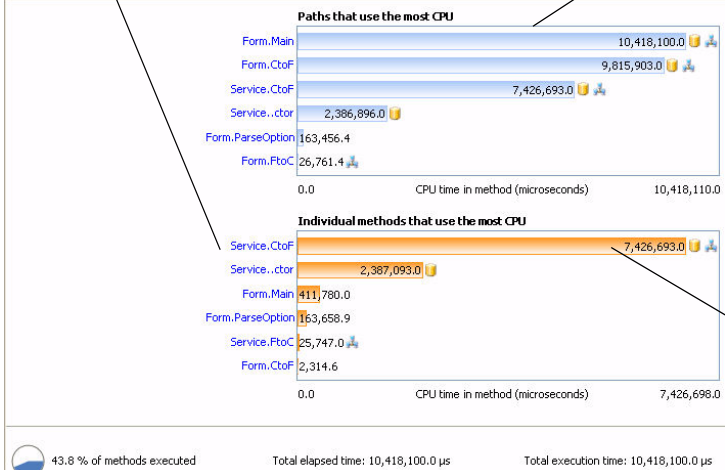 Paths that use the most CPU
Form.Main 10,418,100.0
Form.CtoF 9,815,903.0
Service.CtoF 7,426,693.0
Service..ctor 2,386,896.0
Form.ParseOption 163,456.4
Form.FtoC 26,761.4
0.0 CPU time in method (microseconds) 10,418,110.0
Individual methods that use the most CPU
Service.CtoF 7,426,693.0
Service..ctor 2,387,093.0
Form.Main 411,780.0
Form.ParseOption 163,658.9
Service.FtoC 25,747.0
Form.CtoF 2,314.6
0.0 CPU time in method (microseconds) 7,426,698.0
43.8 % of methods executed Total elapsed time: 10,418,100.0 µs Total execution time: 10,418,100.0 µs